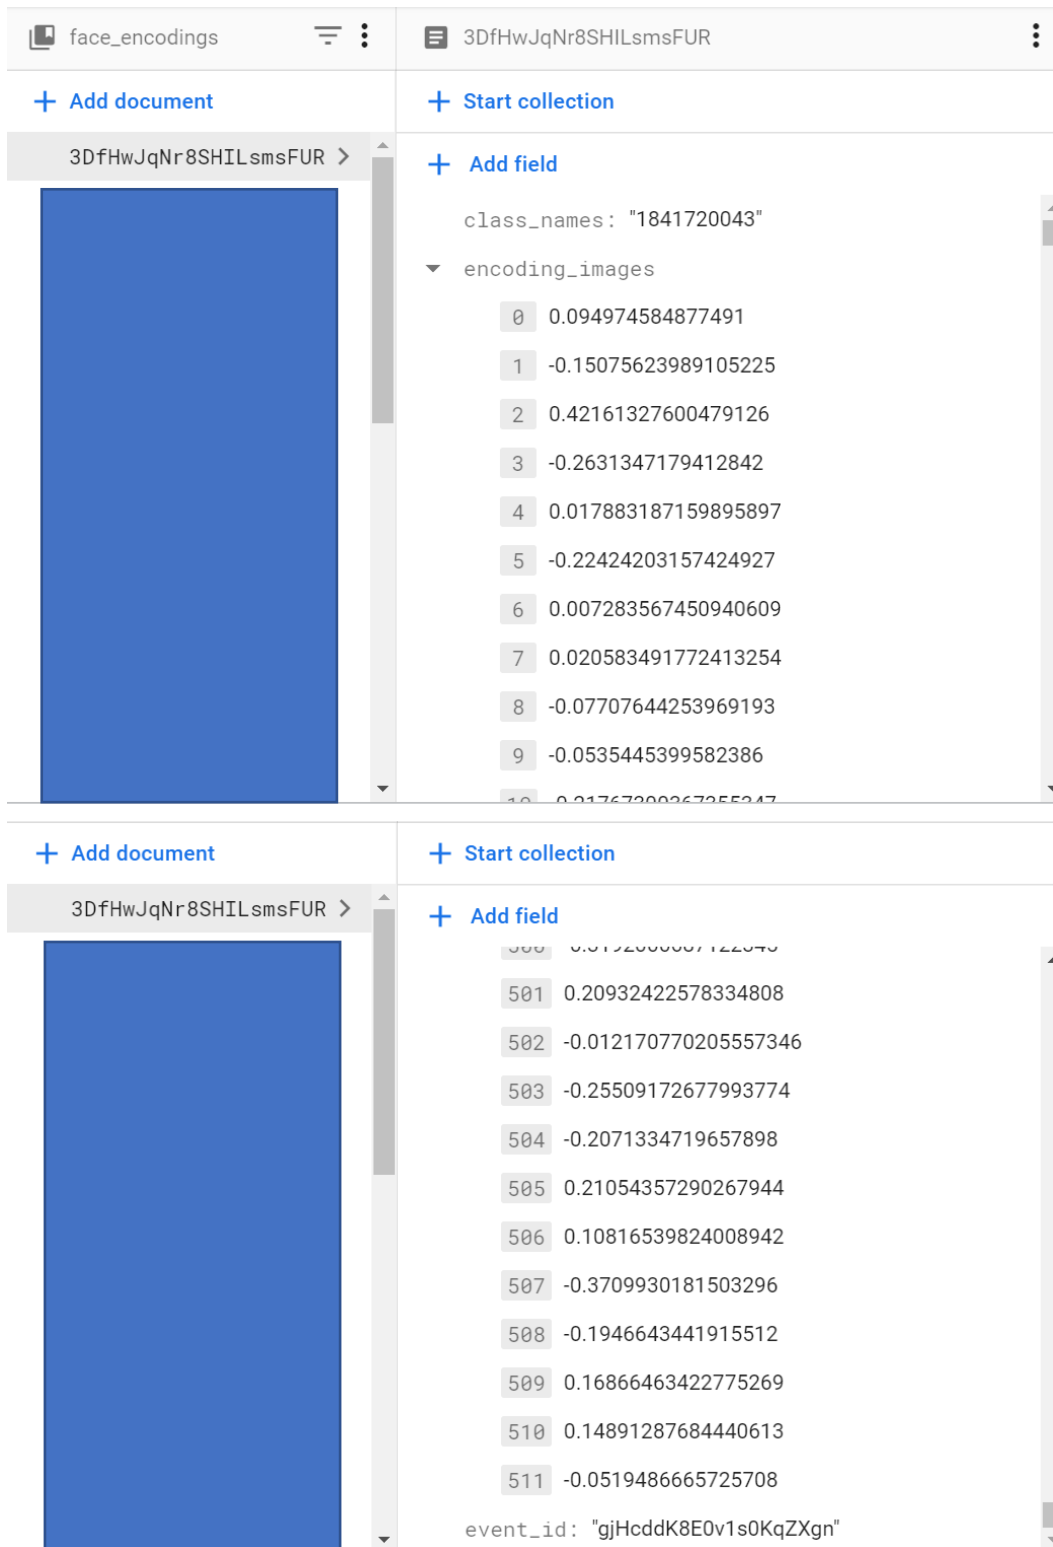 face_encodings
3DfHwJqNr8SHILsmsFUR
Add document
Start collection
3DfHwJqNr8SHILsmsFUR
Add field
class_names: "1841720043"
encoding_images
0 0.094974584877491
1 -0.15075623989105225
2 0.42161327600479126
3 -0.2631347179412842
4 0.017883187159895897
5 -0.22424203157424927
6 0.007283567450940609
7 0.020583491772413254
8 -0.07707644253969193
9 -0.0535445399582386
Add document
Start collection
3DfHwJqNr8SHILsmsFUR
Add field
501 0.20932422578334808
502 -0.012170770205557346
503 -0.255091726779937​74
504 -0.2071334719657898
505 0.21054357290267944
506 0.10816539824008942
507 -0.3709930181503296
508 -0.1946643441915512
509 0.16866463422775269
510 0.14891287684440613
511 -0.0519486665725708
event_id: "gjHcddK8E0v1s0KqZXgn"